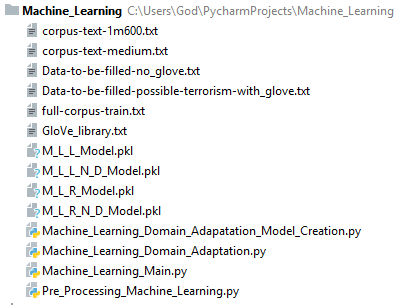 Machine_Learning C:\Users\God\PycharmProjects\Machine_Learning
corpus-text-1m600.txt
corpus-text-medium.txt
Data-to-be-filled-no_glove.txt
Data-to-be-filled-possible-terrorism-with_glove.txt
full-corpus-train.txt
GloVe_library.txt
M_L_L_Model.pkl
M_L_L_N_D_Model.pkl
M_L_R_Model.pkl
M_L_R_N_D_Model.pkl
Machine_Learning_Domain_Adapatation_Model_Creation.py
Machine_Learning_Domain_Adaptation.py
Machine_Learning_Main.py
Pre_Processing_Machine_Learning.py